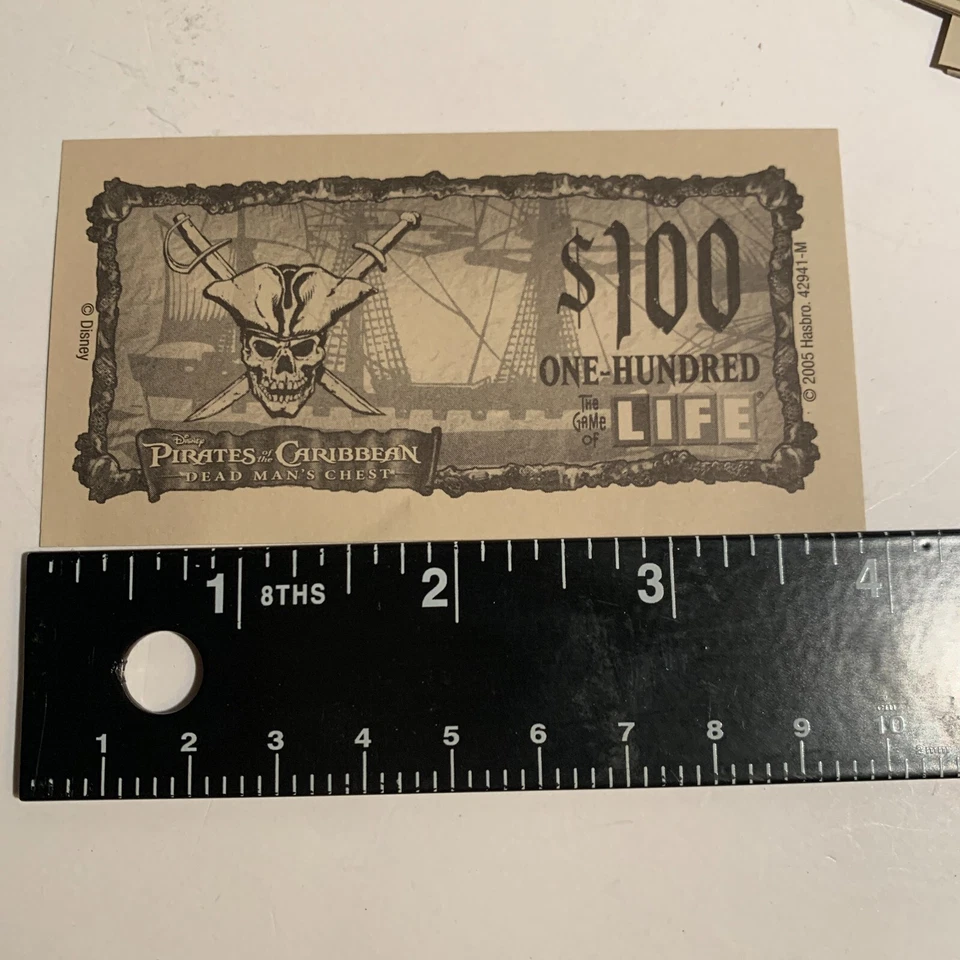 © Disney
$100
ONE-HUNDRED
THE GAME OF LIFE
© 2005 Hasbro. 42941-M
Disney
PIRATES of the CARIBBEAN
DEAD MAN'S CHEST
1 8THS 2 3 4
cm
1 2 3 4 5 6 7 8 9 10